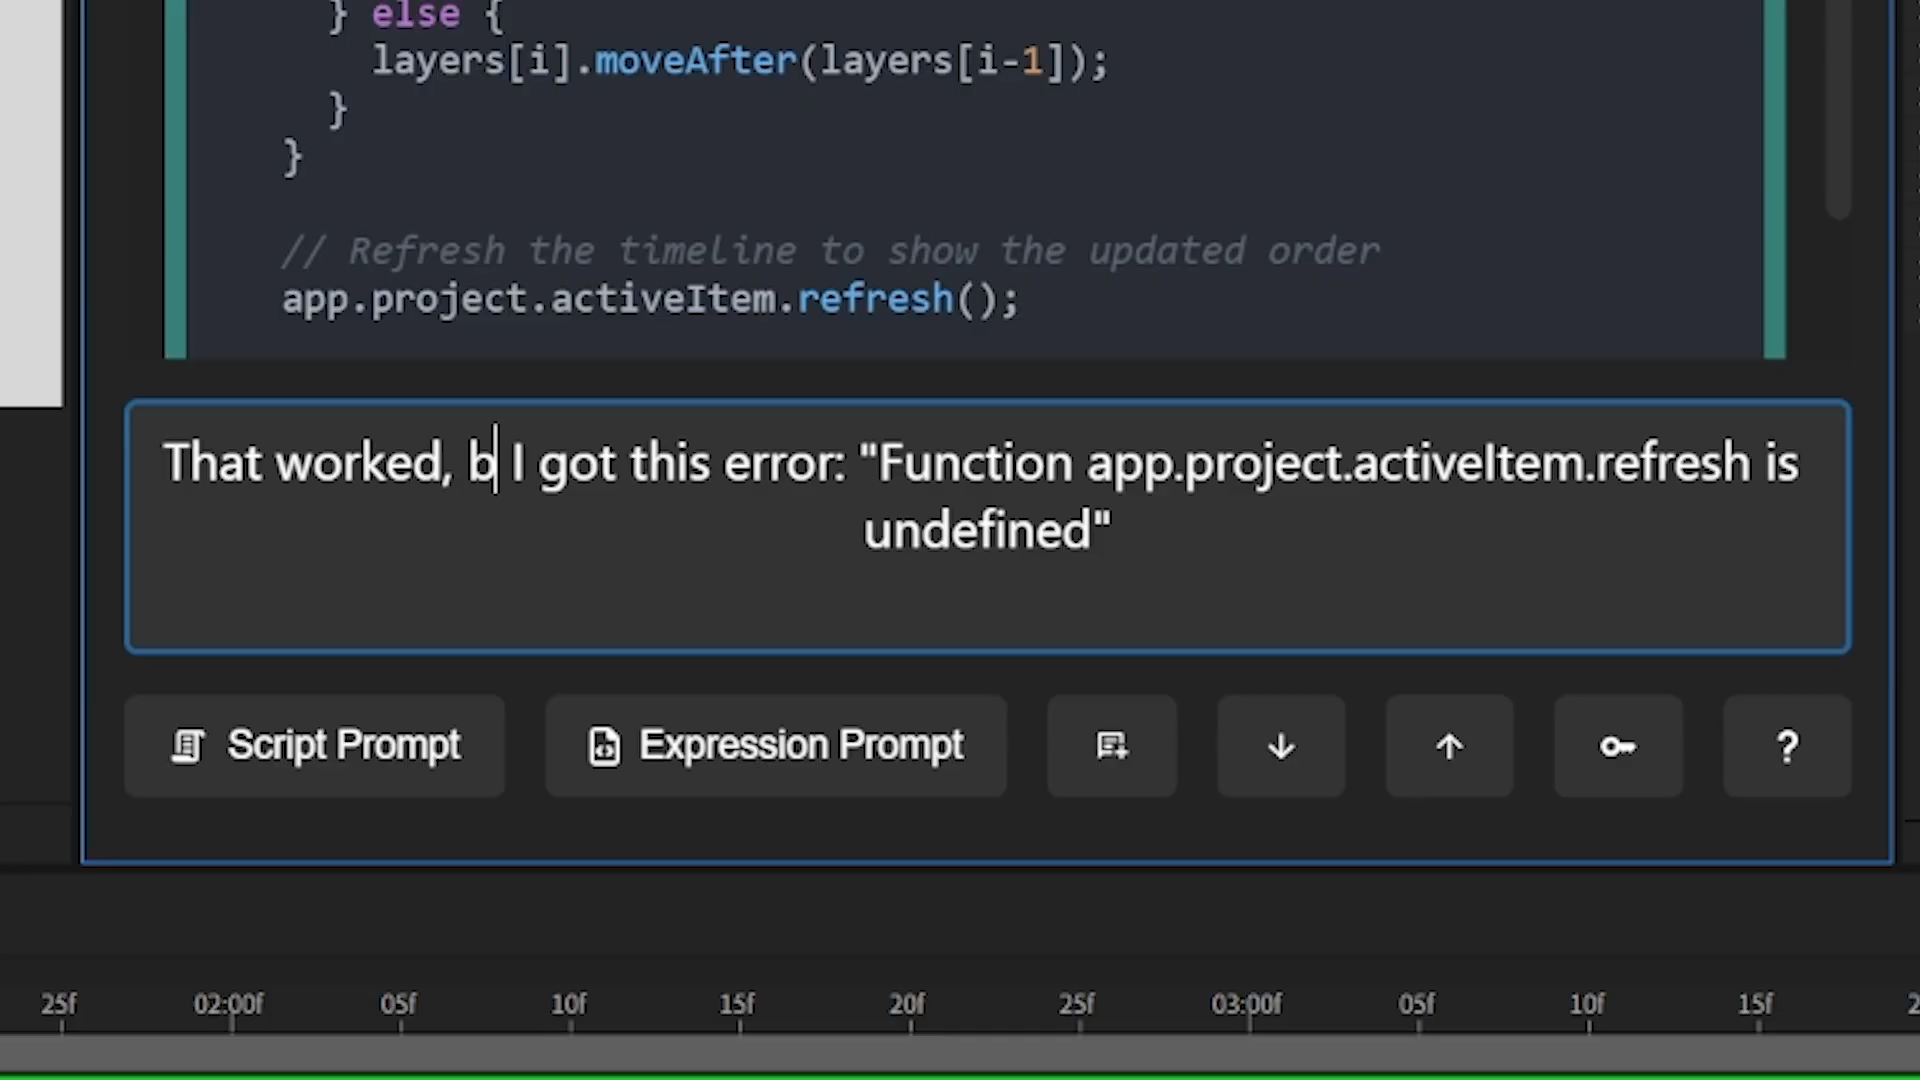 } else {
layers[i].moveAfter(layers[i-1]);
}
}
// Refresh the timeline to show the updated order
app.project.activeItem.refresh();
That worked, b I got this error: "Function app.project.activeItem.refresh is
undefined"
Script Prompt Expression Prompt ?
25f 02:00f 05f 10f 15f 20f 25f 03:00f 05f 10f 15f